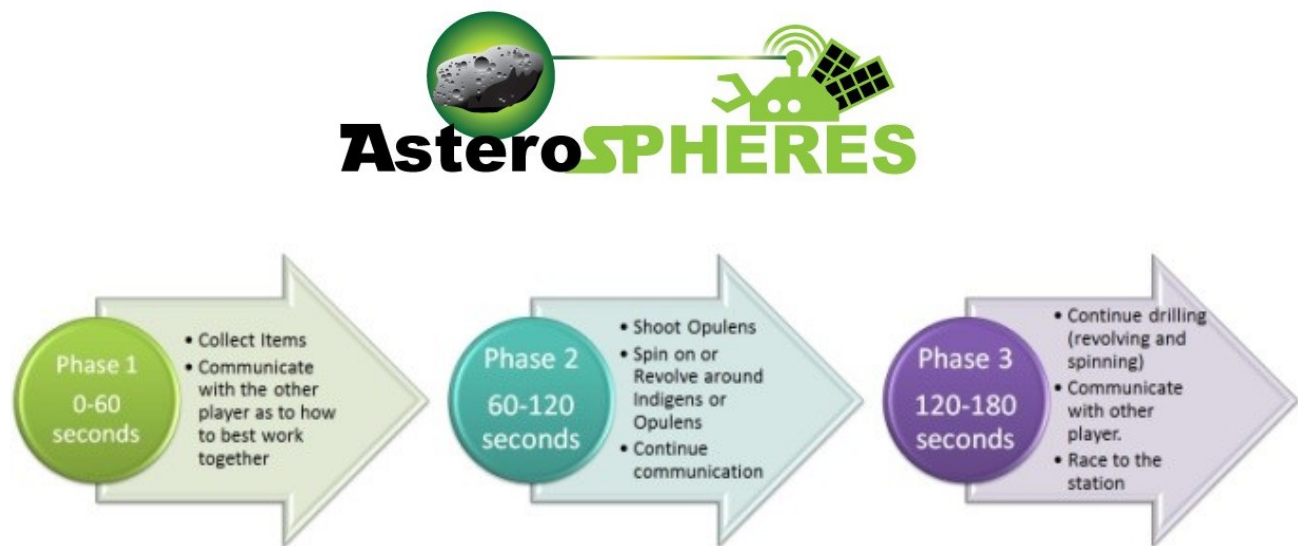 AsteroSPHERES
Phase 1
0-60
seconds
• Collect Items
• Communicate
with the other
player as to how
to best work
together
Phase 2
60-120
seconds
• Shoot Opulens
• Spin on or
Revolve around
Indigens or
Opulens
• Continue
communication
Phase 3
120-180
seconds
• Continue drilling
(revolving and
spinning)
• Communicate
with other
player.
• Race to the
station